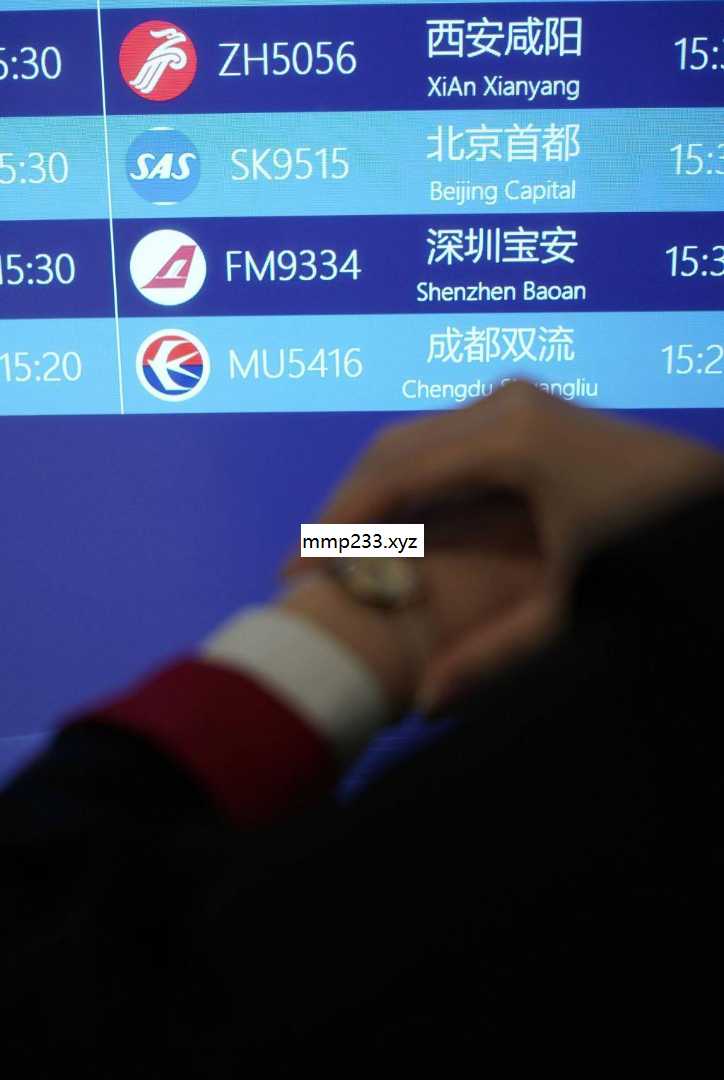 5:30 ZH5056 西安咸阳 15:
XiAn Xianyang
5:30 SAS SK9515 北京首都 15:3
Beijing Capital
15:30 FM9334 深圳宝安 15:3
Shenzhen Baoan
15:20 MU5416 成都双流 15:2
Chengdu
mmp233.xyz